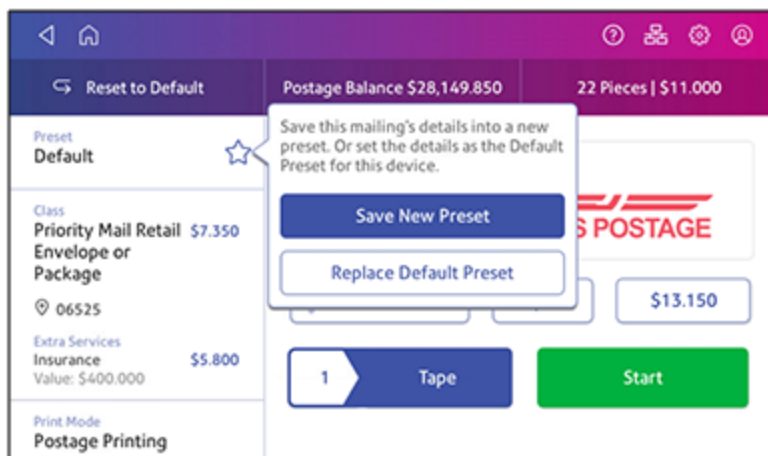 Reset to Default
Postage Balance $28,149.850
22 Pieces | $11.000
Preset
Default
Save this mailing's details into a new
preset. Or set the details as the Default
Preset for this device.
Save New Preset
Replace Default Preset
Class
Priority Mail Retail $7.350
Envelope or
Package
06525
Extra Services
Insurance $5.800
Value: $400.000
Print Mode
Postage Printing
S POSTAGE
$13.150
1 Tape
Start